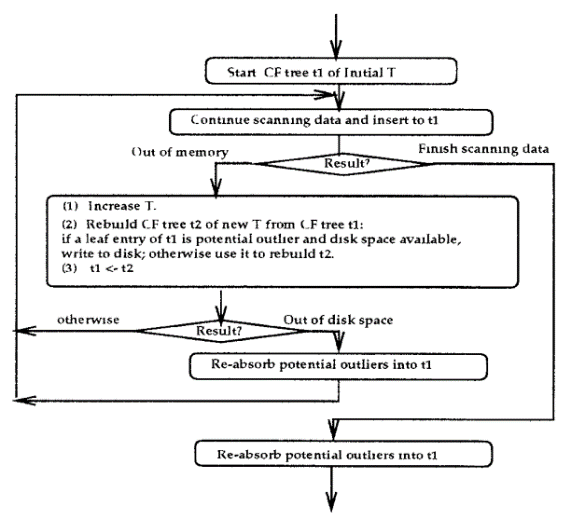 Start CF tree t1 of Initial T
Continue scanning data and insert to t1
Out of memory
Result?
Finish scanning data
(1) Increase T.
(2) Rebuild CF tree t2 of new T from CF tree t1:
if a leaf entry of t1 is potential outlier and disk space available,
write to disk; otherwise use it to rebuild t2.
(3) t1 <- t2
otherwise
Result?
Out of disk space
Re-absorb potential outliers into t1
Re-absorb potential outliers into t1